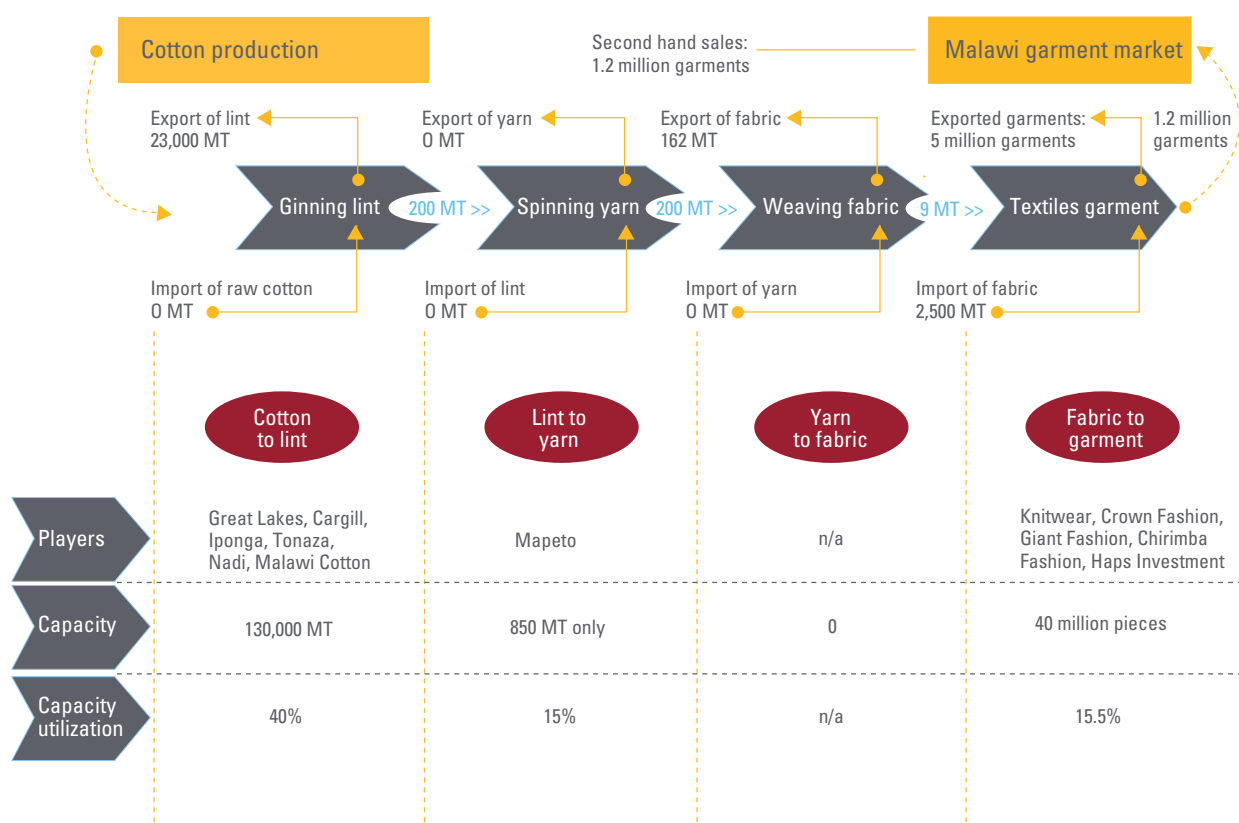 Cotton production
Second hand sales:
1.2 million garments
Malawi garment market
Export of lint
23,000 MT
Export of yarn
0 MT
Export of fabric
162 MT
Exported garments:
5 million garments
1.2 million
garments
Ginning lint
200 MT >>
Spinning yarn
200 MT >>
Weaving fabric
9 MT >>
Textiles garment
Import of raw cotton
0 MT
Import of lint
0 MT
Import of yarn
0 MT
Import of fabric
2,500 MT
Cotton
to lint
Lint to
yarn
Yarn
to fabric
Fabric to
garment
Players
Great Lakes, Cargill,
Iponga, Tonaza,
Nadi, Malawi Cotton
Mapeto
n/a
Knitwear, Crown Fashion,
Giant Fashion, Chirimba
Fashion, Haps Investment
Capacity
130,000 MT
850 MT only
0
40 million pieces
Capacity
utilization
40%
15%
n/a
15.5%